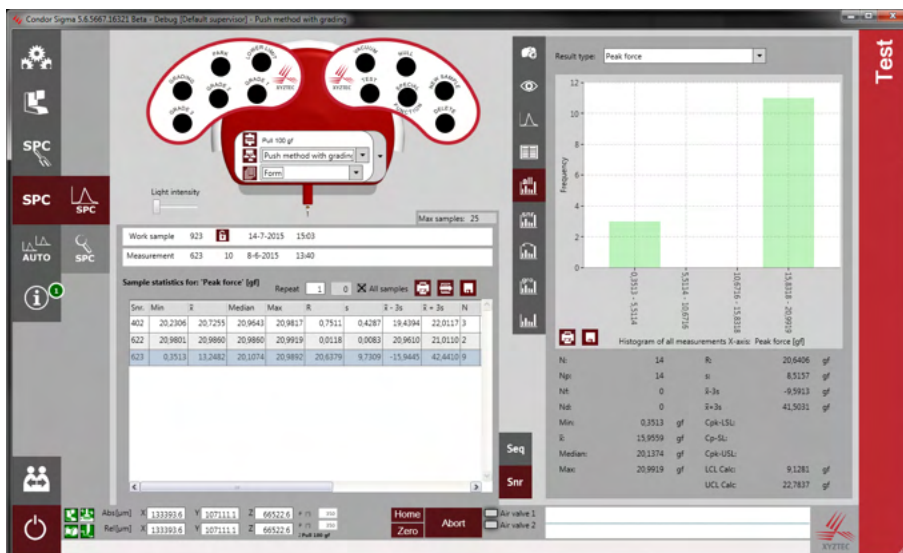 Condor Sigma 5.6.5667.16321 Beta - Debug [Default supervisor] - Push method with grading
Test
PARK
LOWER LIMIT
GRADING
GRADE 2
GRADE 1
GRADE 3
XYZTEC
VACUUM
NULL
TEST
SPECIAL FUNCTION
NEW SAMPLE
DELETE
XYZTEC
Pull 100 gf
Push method with grading
Form
Light intensity
SPC
SPC
SPC
AUTO
SPC
1
Max samples: 25
Work sample 923 14-7-2015 15:03
Measurement 623 10 8-6-2015 13:40
Sample statistics for: 'Peak force' [gf] Repeat 1 0 All samples
Snr. Min x̄ Median Max R s x̄ - 3s x̄ + 3s N
402 20,2306 20,7255 20,9643 20,9817 0,7511 0,4287 19,4394 22,0117 3
622 20,9801 20,9860 20,9860 20,9919 0,0118 0,0083 20,9610 21,0110 2
623 0,3513 13,2482 20,1074 20,9892 20,6379 9,7309 -15,9445 42,4410 9
Seq
Snr
Result type: Peak force
Frequency
12
10
8
6
4
2
0
0,3513 - 5,5114
5,5114 - 10,6716
10,6716 - 15,8318
15,8318 - 20,9919
Histogram of all measurements X-axis: Peak force [gf]
N: 14 R: 20,6406 gf
Np: 14 s: 8,5157 gf
Nf: 0 x̄-3s -9,5913 gf
Nd: 0 x̄+3s 41,5031 gf
Min: 0,3513 gf Cpk-LSL:
x̄: 15,9559 gf Cp-SL:
Median: 20,1374 gf Cpk-USL:
Max: 20,9919 gf LCL Calc: 9,1281 gf
UCL Calc: 22,7837 gf
Abs[µm] X 133393.6 Y 107111.1 Z 66522.6
Rel[µm] X 133393.6 Y 107111.1 Z 66522.6
Pull 100 gf
Home
Zero
Abort
Air valve 1
Air valve 2
XYZTEC